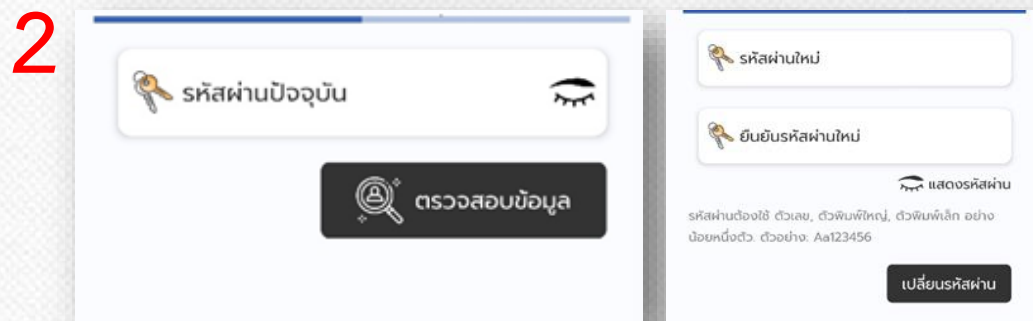 2
รหัสผ่านปัจจุบัน
ตรวจสอบข้อมูล
รหัสผ่านใหม่
ยืนยันรหัสผ่านใหม่
แสดงรหัสผ่าน
รหัสผ่านต้องใช้ ตัวเลข, ตัวพิมพ์ใหญ่, ตัวพิมพ์เล็ก อย่าง
น้อยหนึ่งตัว. ตัวอย่าง: Aa123456
เปลี่ยนรหัสผ่าน